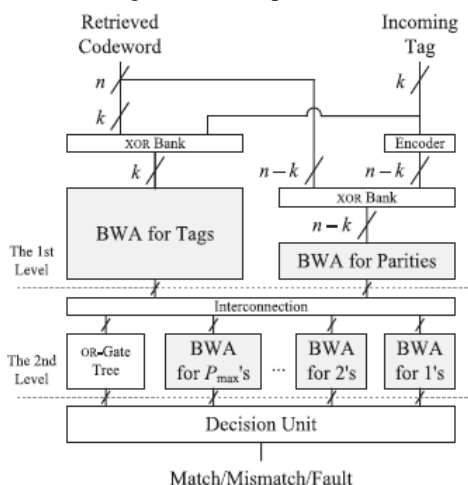 Retrieved Codeword
Incoming Tag
n
k
k
XOR Bank
Encoder
k
n – k
n – k
XOR Bank
BWA for Tags
n – k
The 1st Level
BWA for Parities
Interconnection
The 2nd Level
OR-Gate Tree
BWA for Pmax's
...
BWA for 2's
BWA for 1's
Decision Unit
Match/Mismatch/Fault